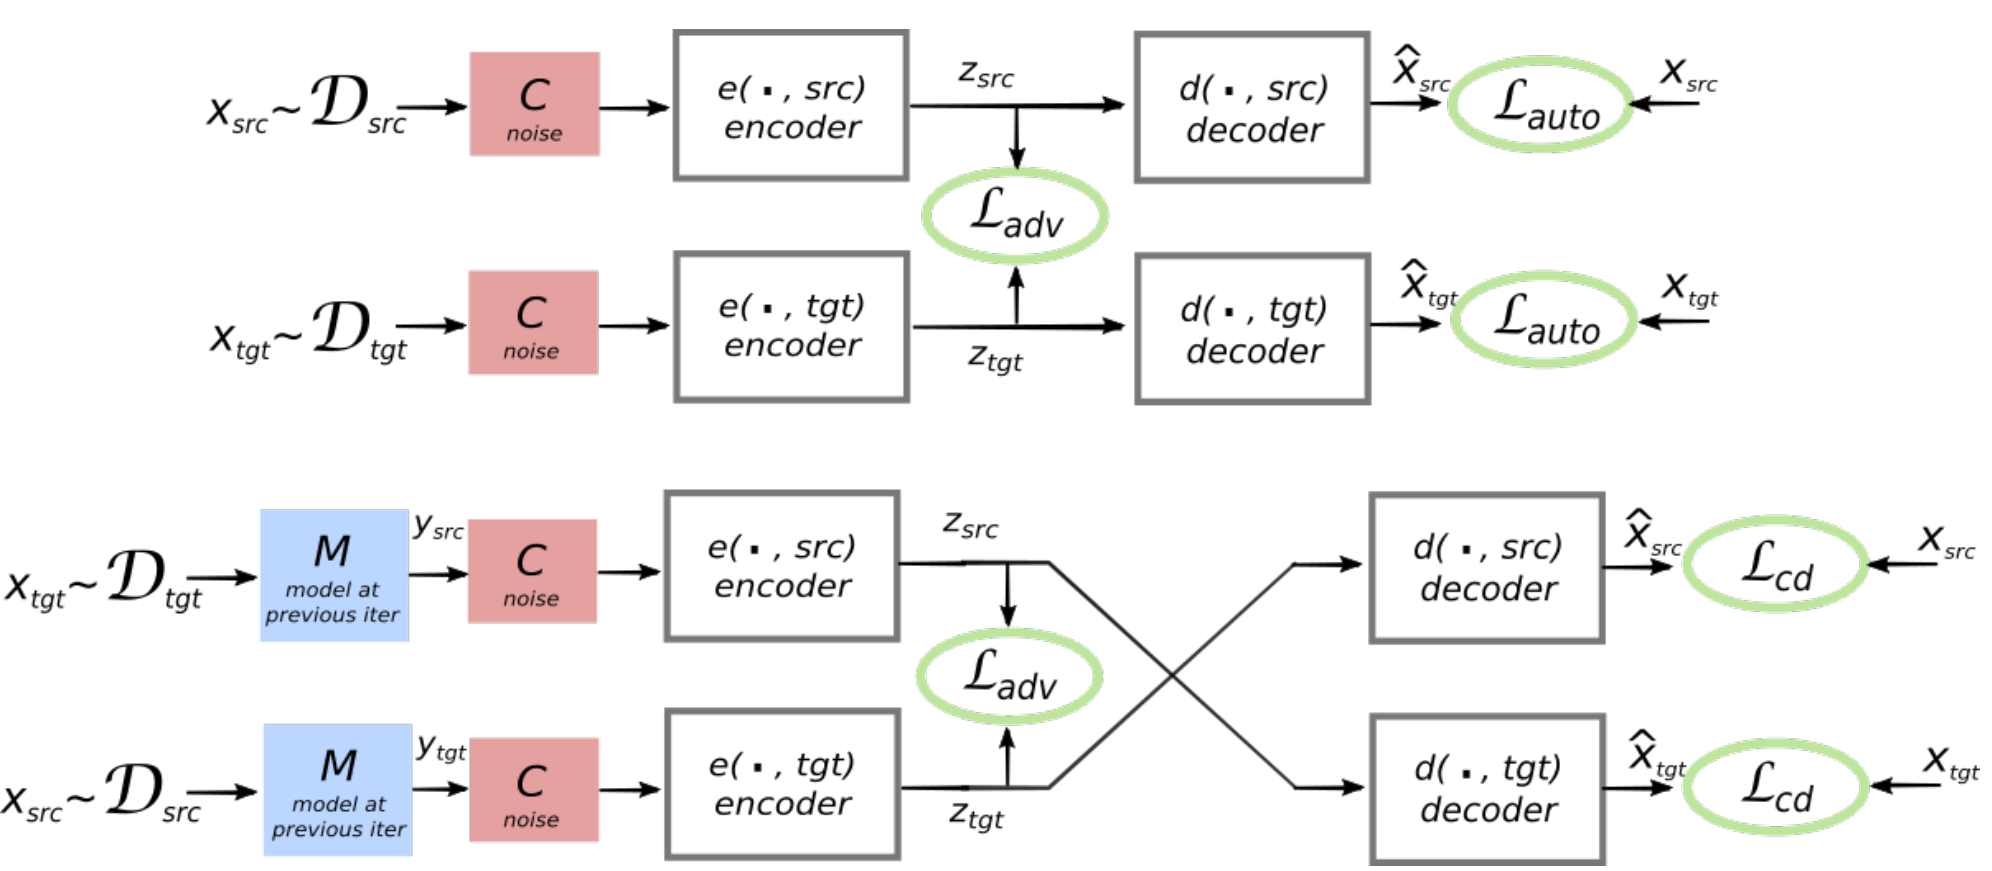 x_src ~ D_src
C
noise
e(·, src)
encoder
z_src
d(·, src)
decoder
x̂_src
L_auto
x_src
L_adv
x_tgt ~ D_tgt
C
noise
e(·, tgt)
encoder
z_tgt
d(·, tgt)
decoder
x̂_tgt
L_auto
x_tgt
x_tgt ~ D_tgt
M
model at
previous iter
y_src
C
noise
e(·, src)
encoder
z_src
d(·, src)
decoder
x̂_src
L_cd
x_src
L_adv
x_src ~ D_src
M
model at
previous iter
y_tgt
C
noise
e(·, tgt)
encoder
z_tgt
d(·, tgt)
decoder
x̂_tgt
L_cd
x_tgt